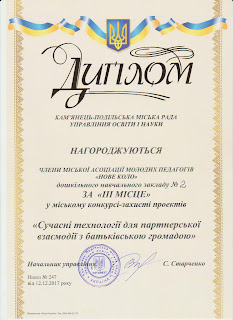 Диплом
КАМ'ЯНЕЦЬ-ПОДІЛЬСЬКА МІСЬКА РАДА
УПРАВЛІННЯ ОСВІТИ І НАУКИ
НАГОРОДЖУЮТЬСЯ
ЧЛЕНИ МІСЬКОЇ АСОЦІАЦІЇ МОЛОДИХ ПЕДАГОГІВ
«НОВЕ КОЛО»
дошкільного навчального закладу № 2
ЗА «ІІІ МІСЦЕ»
у міському конкурсі-захисті проектів
«Сучасні технології для партнерської
взаємодії з батьківською громадою»
Начальник управління С. Старченко
Наказ № 247
від 12.12.2017 року